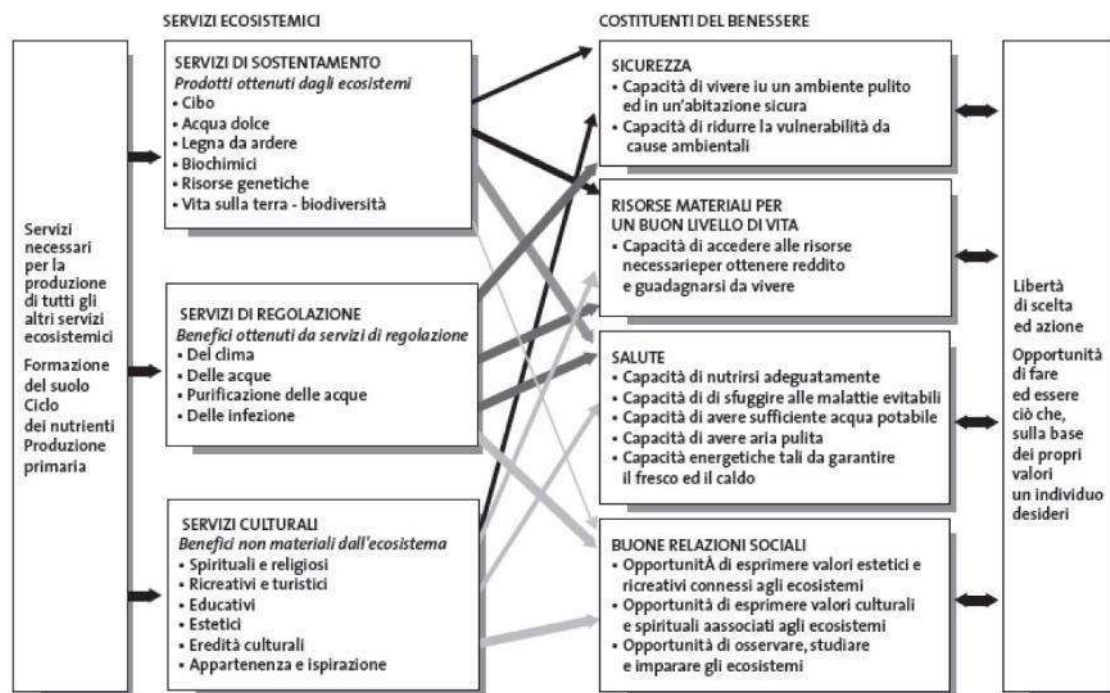 SERVIZI ECOSISTEMICI
COSTITUENTI DEL BENESSERE
Servizi
necessari
per la
produzione
di tutti gli
altri servizi
ecosistemici
Formazione
del suolo
Ciclo
dei nutrienti
Produzione
primaria
SERVIZI DI SOSTENTAMENTO
Prodotti ottenuti dagli ecosistemi
• Cibo
• Acqua dolce
• Legna da ardere
• Biochimici
• Risorse genetiche
• Vita sulla terra - biodiversità
SERVIZI DI REGOLAZIONE
Benefici ottenuti da servizi di regolazione
• Del clima
• Delle acque
• Purificazione delle acque
• Delle infezione
SERVIZI CULTURALI
Benefici non materiali dall'ecosistema
• Spirituali e religiosi
• Ricreativi e turistici
• Educativi
• Estetici
• Eredità culturali
• Appartenenza e ispirazione
SICUREZZA
• Capacità di vivere iu un ambiente pulito
ed in un'abitazione sicura
• Capacità di ridurre la vulnerabilità da
cause ambientali
RISORSE MATERIALI PER
UN BUON LIVELLO DI VITA
• Capacità di accedere alle risorse
necessarieper ottenere reddito
e guadagnarsi da vivere
SALUTE
• Capacità di nutrirsi adeguatamente
• Capacità di di sfuggire alle malattie evitabili
• Capacità di avere sufficiente acqua potabile
• Capacità di avere aria pulita
• Capacità energetiche tali da garantire
il fresco ed il caldo
BUONE RELAZIONI SOCIALI
• OpportunitÀ di esprimere valori estetici e
ricreativi connessi agli ecosistemi
• Opportunità di esprimere valori culturali
e spirituali aassociati agli ecosistemi
• Opportunità di osservare, studiare
e imparare gli ecosistemi
Libertà
di scelta
ed azione
Opportunità
di fare
ed essere
ciò che,
sulla base
dei propri
valori
un individuo
desideri